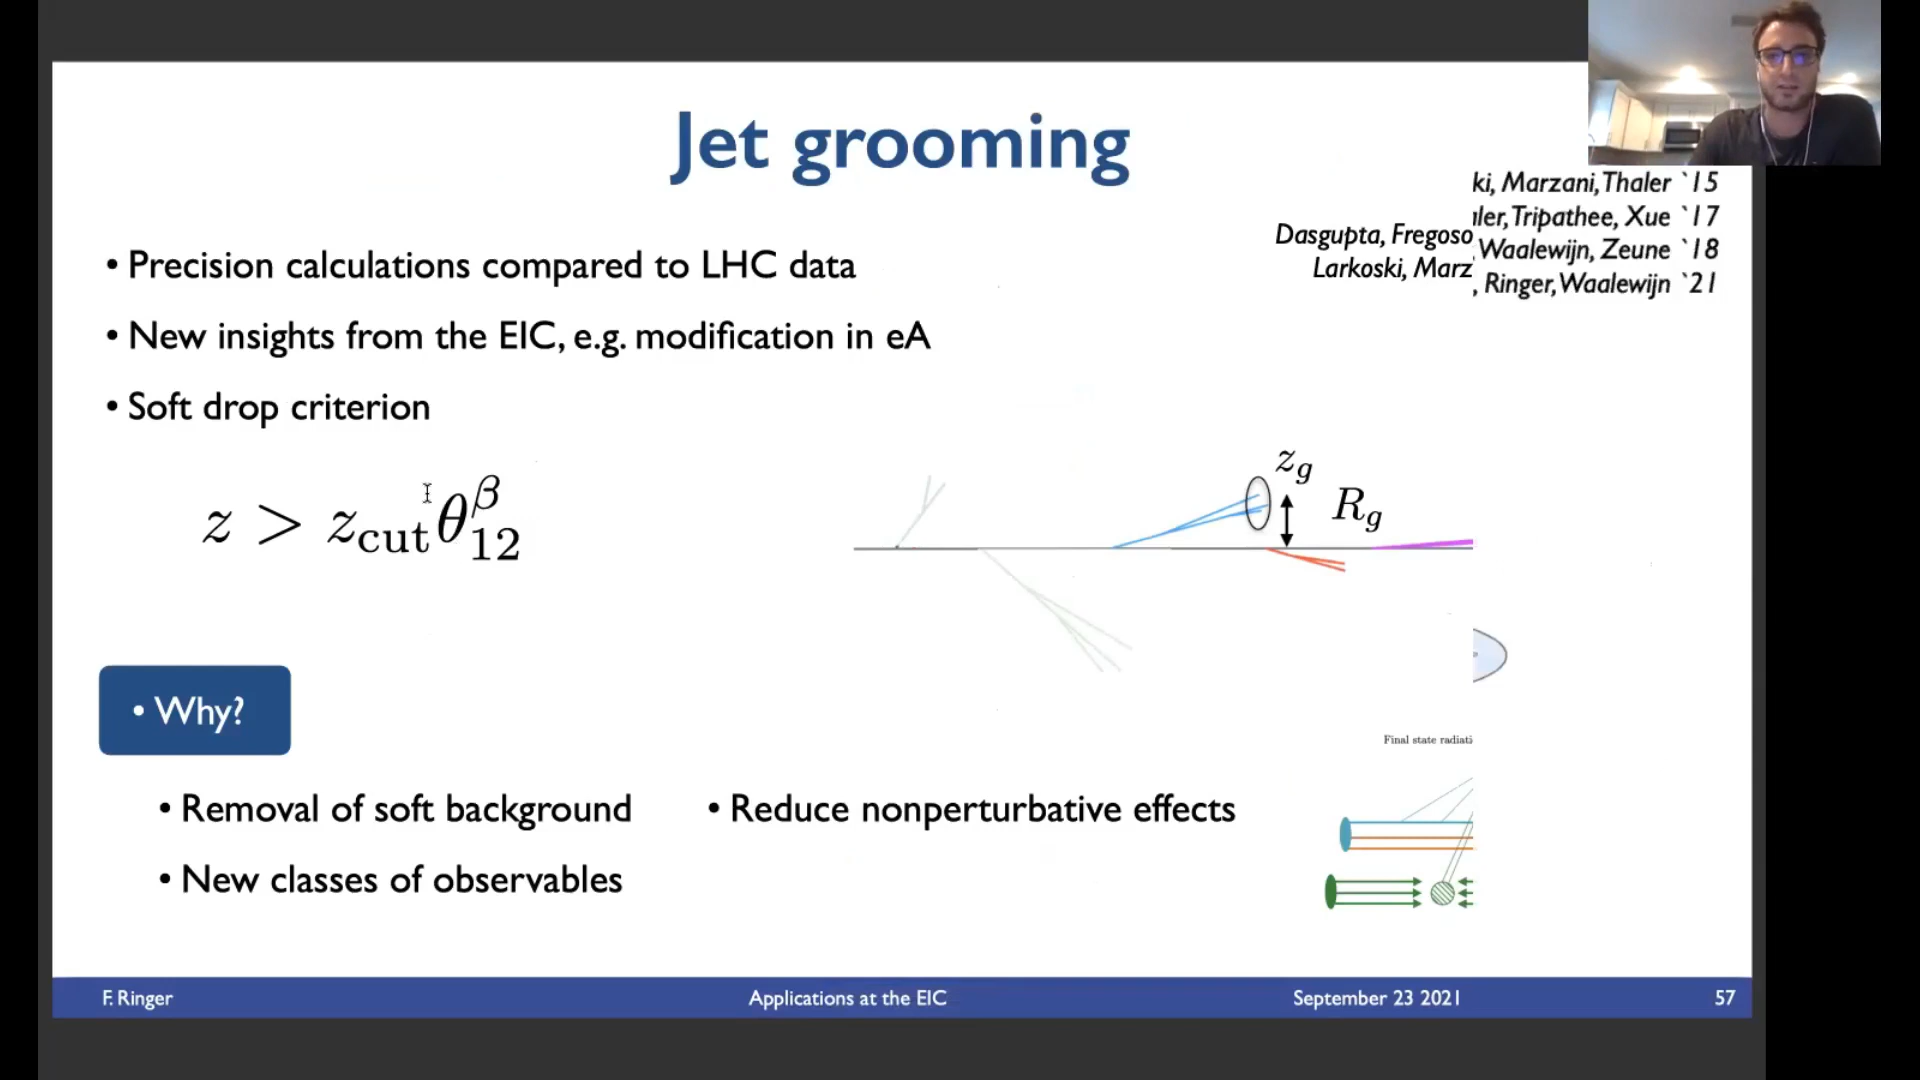 Jet grooming
ki, Marzani, Thaler `15
ler, Tripathee, Xue `17
Dasgupta, Fregoso
Waalewijn, Zeune `18
Larkoski, Marz
, Ringer, Waalewijn `21
• Precision calculations compared to LHC data
• New insights from the EIC, e.g. modification in eA
• Soft drop criterion
z > z_cut θ_12^β
z_g
R_g
• Why?
Final state radiati
• Removal of soft background
• Reduce nonperturbative effects
• New classes of observables
F. Ringer
Applications at the EIC
September 23 2021
57